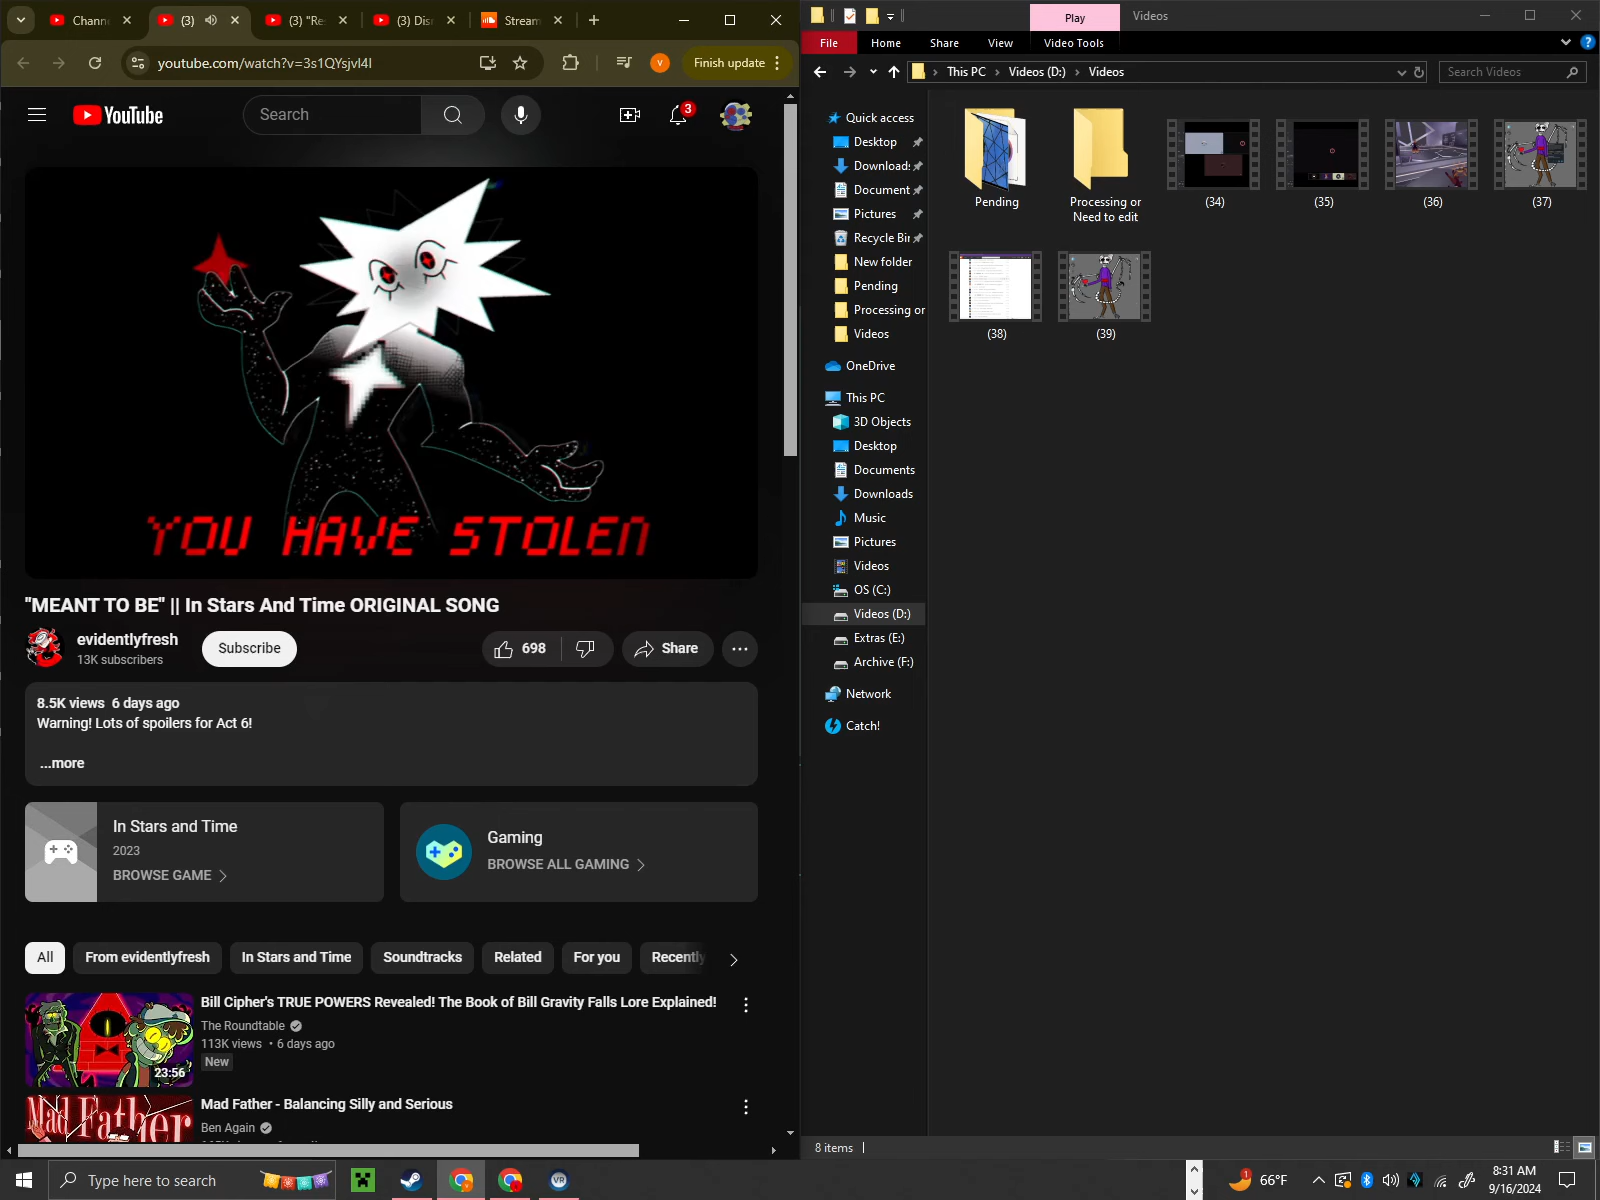 Channe
(3)
(3) "Re
(3) Dis
Stream
youtube.com/watch?v=3s1QYsjvl4I
V
Finish update
YouTube
Search
3
YOU HAVE STOLEN
"MEANT TO BE" || In Stars And Time ORIGINAL SONG
evidentlyfresh
13K subscribers
Subscribe
698
Share
8.5K views 6 days ago
Warning! Lots of spoilers for Act 6!
...more
In Stars and Time
2023
BROWSE GAME
Gaming
BROWSE ALL GAMING
All
From evidentlyfresh
In Stars and Time
Soundtracks
Related
For you
Recently
Bill Cipher's TRUE POWERS Revealed! The Book of Bill Gravity Falls Lore Explained!
The Roundtable
113K views • 6 days ago
New
23:56
Mad Father
Mad Father - Balancing Silly and Serious
Ben Again
Play
Videos
File
Home
Share
View
Video Tools
This PC
Videos (D:)
Videos
Search Videos
Quick access
Desktop
Downloads
Document
Pictures
Recycle Bin
New folder
Pending
Processing or
Videos
OneDrive
This PC
3D Objects
Desktop
Documents
Downloads
Music
Pictures
Videos
OS (C:)
Videos (D:)
Extras (E:)
Archive (F:)
Network
Catch!
Pending
Processing or
Need to edit
(34)
(35)
(36)
(37)
(38)
(39)
8 items
Type here to search
VR
1
66°F
8:31 AM
9/16/2024